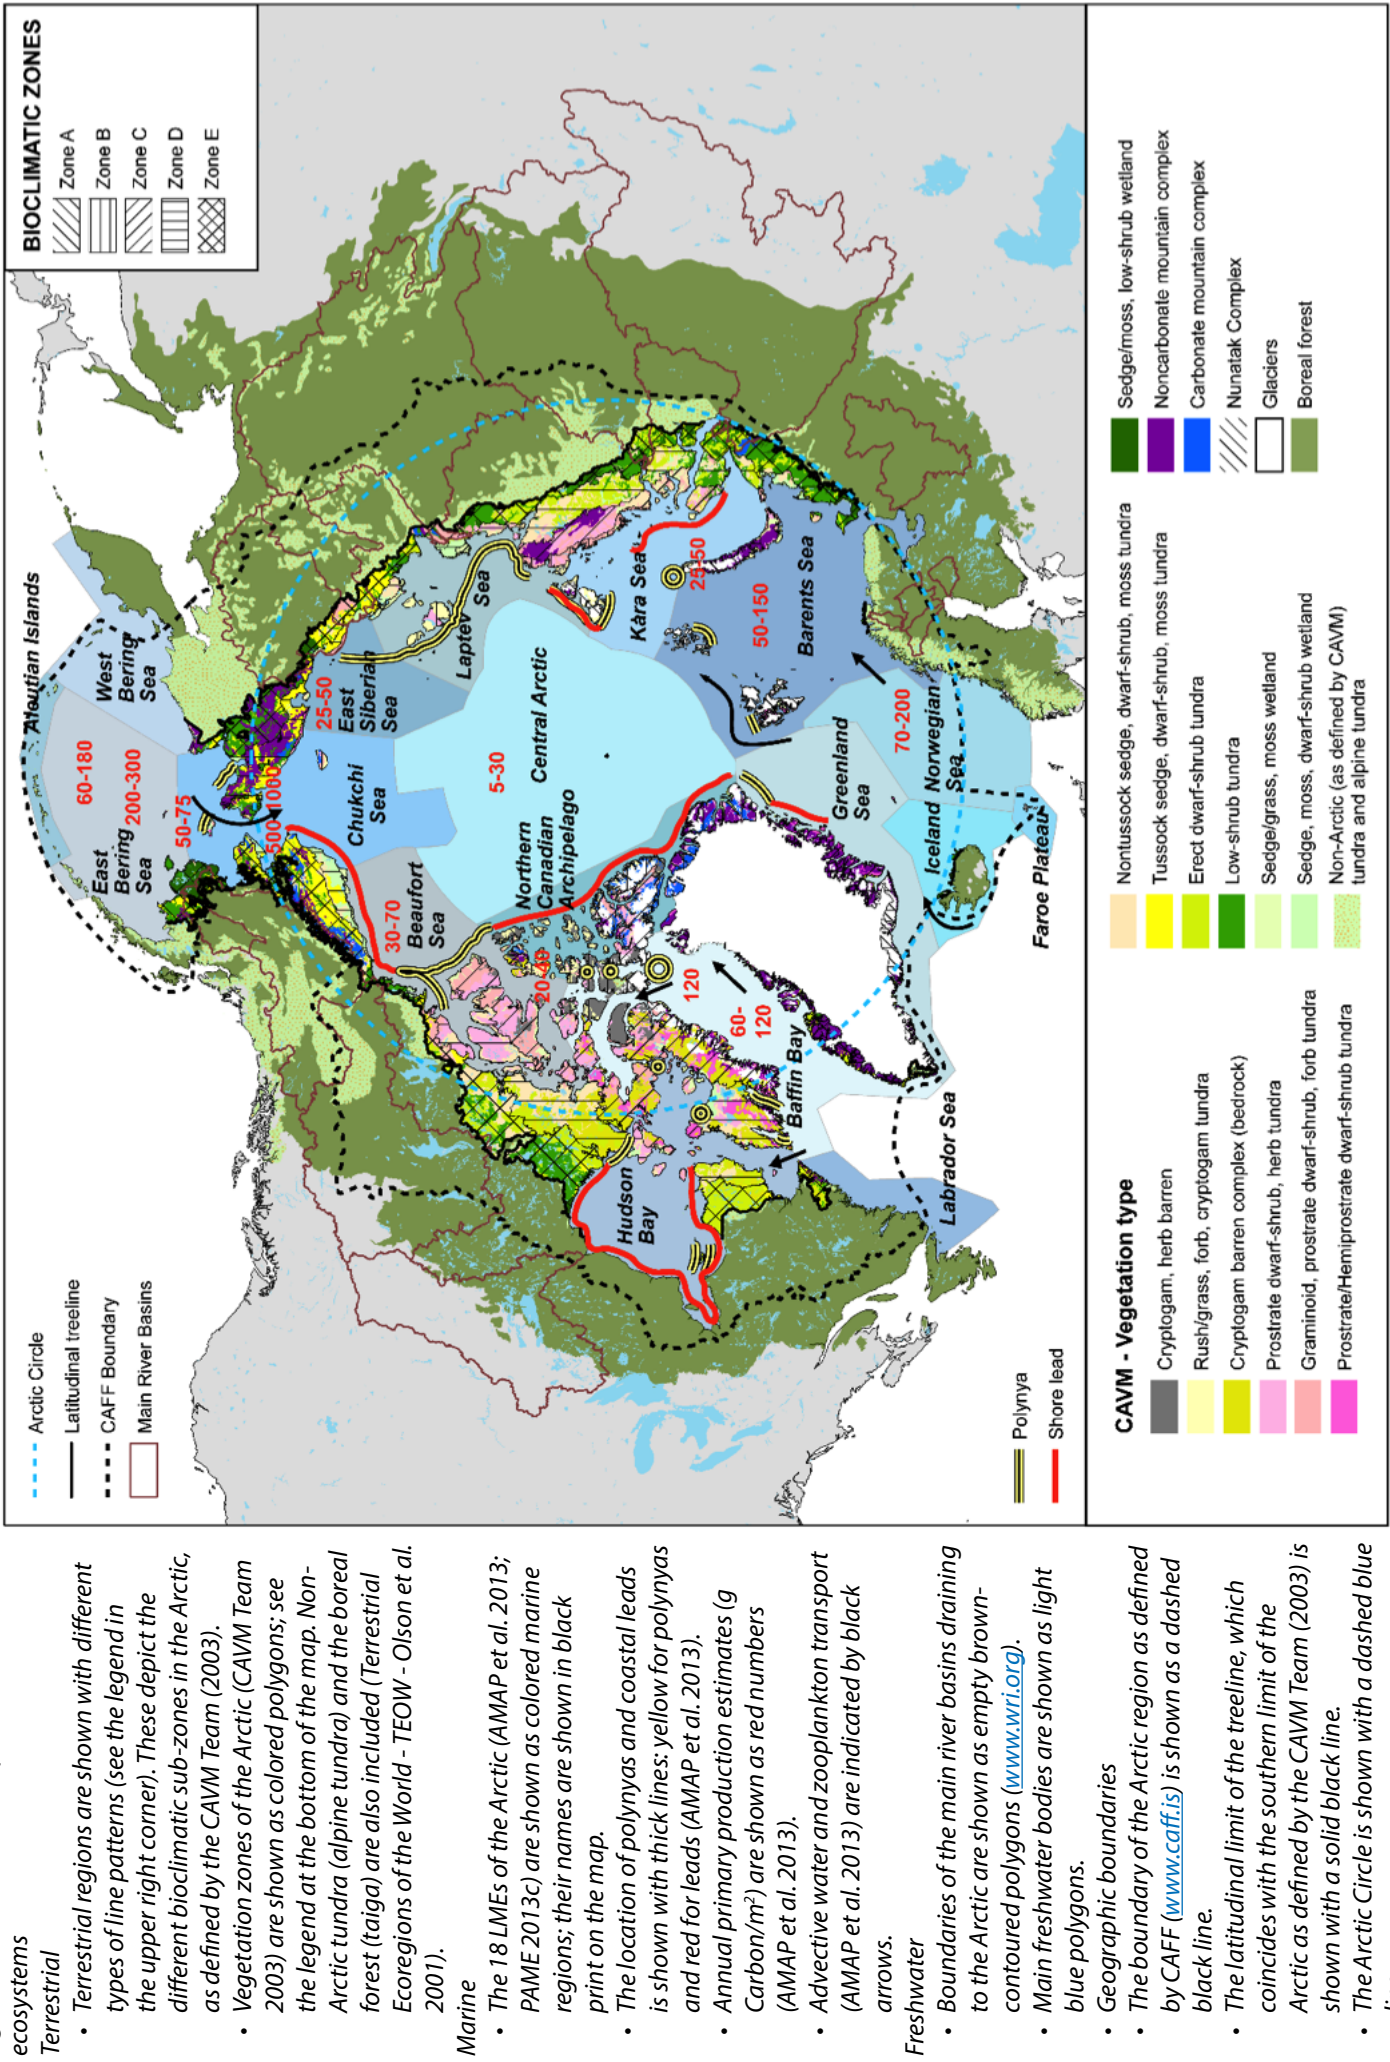 ecosystems
Terrestrial
• Terrestrial regions are shown with different
types of line patterns (see the legend in
the upper right corner). These depict the
different bioclimatic sub-zones in the Arctic,
as defined by the CAVM Team (2003).
• Vegetation zones of the Arctic (CAVM Team
2003) are shown as colored polygons; see
the legend at the bottom of the map. Non-
Arctic tundra (alpine tundra) and the boreal
forest (taiga) are also included (Terrestrial
Ecoregions of the World - TEOW - Olson et al.
2001).
Marine
• The 18 LMEs of the Arctic (AMAP et al. 2013;
PAME 2013c) are shown as colored marine
regions; their names are shown in black
print on the map.
• The location of polynyas and coastal leads
is shown with thick lines: yellow for polynyas
and red for leads (AMAP et al. 2013).
• Annual primary production estimates (g
Carbon/m²) are shown as red numbers
(AMAP et al. 2013).
• Advective water and zooplankton transport
(AMAP et al. 2013) are indicated by black
arrows.
Freshwater
• Boundaries of the main river basins draining
to the Arctic are shown as empty brown-
contoured polygons (www.wri.org).
• Main freshwater bodies are shown as light
blue polygons.
• Geographic boundaries
• The boundary of the Arctic region as defined
by CAFF (www.caff.is) is shown as a dashed
black line.
• The latitudinal limit of the treeline, which
coincides with the southern limit of the
Arctic as defined by the CAVM Team (2003) is
shown with a solid black line.
• The Arctic Circle is shown with a dashed blue
Arctic Circle
Latitudinal treeline
CAFF Boundary
Main River Basins
BIOCLIMATIC ZONES
Zone A
Zone B
Zone C
Zone D
Zone E
Aleutian Islands
West
Bering
Sea
60-180
200-300
East
Bering
Sea
50-75
500-1000
Chukchi
Sea
25-50
East
Siberian
Sea
Laptev
Sea
30-70
Beaufort
Sea
5-30
Central Arctic
Northern
Canadian
Archipelago
20-40
Kara Sea
25-50
50-150
Barents Sea
120
60-
120
Baffin Bay
Hudson
Bay
Greenland
Sea
70-200
Norwegian
Sea
Iceland
Labrador Sea
Faroe Plateau
Polynya
Shore lead
CAVM - Vegetation type
Cryptogam, herb barren
Rush/grass, forb, cryptogam tundra
Cryptogam barren complex (bedrock)
Prostrate dwarf-shrub, herb tundra
Graminoid, prostrate dwarf-shrub, forb tundra
Prostrate/Hemiprostrate dwarf-shrub tundra
Nontussock sedge, dwarf-shrub, moss tundra
Tussock sedge, dwarf-shrub, moss tundra
Erect dwarf-shrub tundra
Low-shrub tundra
Sedge/grass, moss wetland
Sedge, moss, dwarf-shrub wetland
Non-Arctic (as defined by CAVM)
tundra and alpine tundra
Sedge/moss, low-shrub wetland
Noncarbonate mountain complex
Carbonate mountain complex
Nunatak Complex
Glaciers
Boreal forest